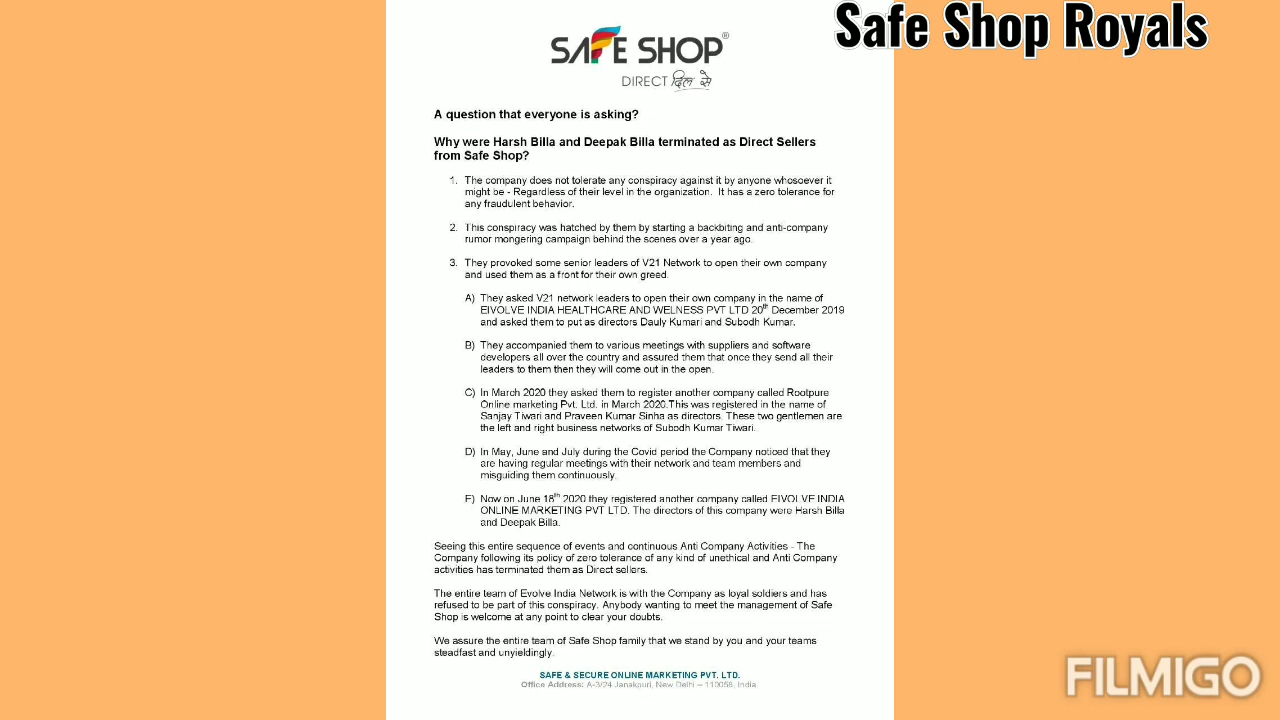 Safe Shop Royals
SAFE SHOP®
DIRECT दिल से
A question that everyone is asking?
Why were Harsh Billa and Deepak Billa terminated as Direct Sellers
from Safe Shop?
1. The company does not tolerate any conspiracy against it by anyone whosoever it
might be - Regardless of their level in the organization. It has a zero tolerance for
any fraudulent behavior.
2. This conspiracy was hatched by them by starting a backbiting and anti-company
rumor mongering campaign behind the scenes over a year ago.
3. They provoked some senior leaders of V21 Network to open their own company
and used them as a front for their own greed.
A) They asked V21 network leaders to open their own company in the name of
EIVOLVE INDIA HEALTHCARE AND WELNESS PVT LTD 20th December 2019
and asked them to put as directors Dauly Kumari and Subodh Kumar.
B) They accompanied them to various meetings with suppliers and software
developers all over the country and assured them that once they send all their
leaders to them then they will come out in the open.
C) In March 2020 they asked them to register another company called Rootpure
Online marketing Pvt. Ltd. in March 2020.This was registered in the name of
Sanjay Tiwari and Praveen Kumar Sinha as directors. These two gentlemen are
the left and right business networks of Subodh Kumar Tiwari.
D) In May, June and July during the Covid period the Company noticed that they
are having regular meetings with their network and team members and
misguiding them continuously.
E) Now on June 18th 2020 they registered another company called EIVOLVE INDIA
ONLINE MARKETING PVT LTD. The directors of this company were Harsh Billa
and Deepak Billa.
Seeing this entire sequence of events and continuous Anti Company Activities - The
Company following its policy of zero tolerance of any kind of unethical and Anti Company
activities has terminated them as Direct sellers.
The entire team of Evolve India Network is with the Company as loyal soldiers and has
refused to be part of this conspiracy. Anybody wanting to meet the management of Safe
Shop is welcome at any point to clear your doubts.
We assure the entire team of Safe Shop family that we stand by you and your teams
steadfast and unyieldingly.
SAFE & SECURE ONLINE MARKETING PVT. LTD.
Office Address: A-3/24 Janakpuri, New Delhi – 110058, India
FILMIGO